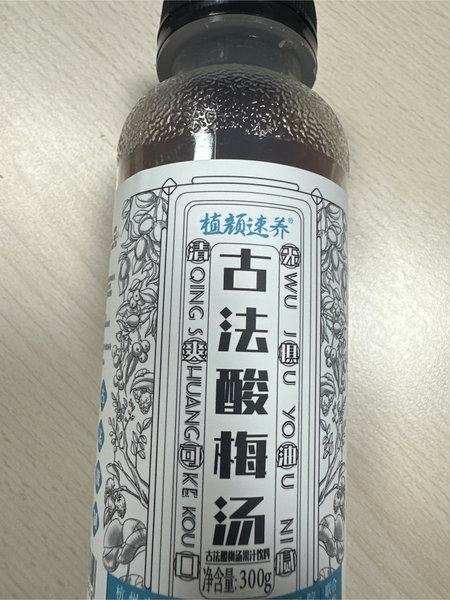 植颜速养®
清爽可口
QING SHUANG KE KOU
古法酸梅汤
无惧油腻
WU JU YOU NI
古法酸梅汤果汁饮料
净含量:300g